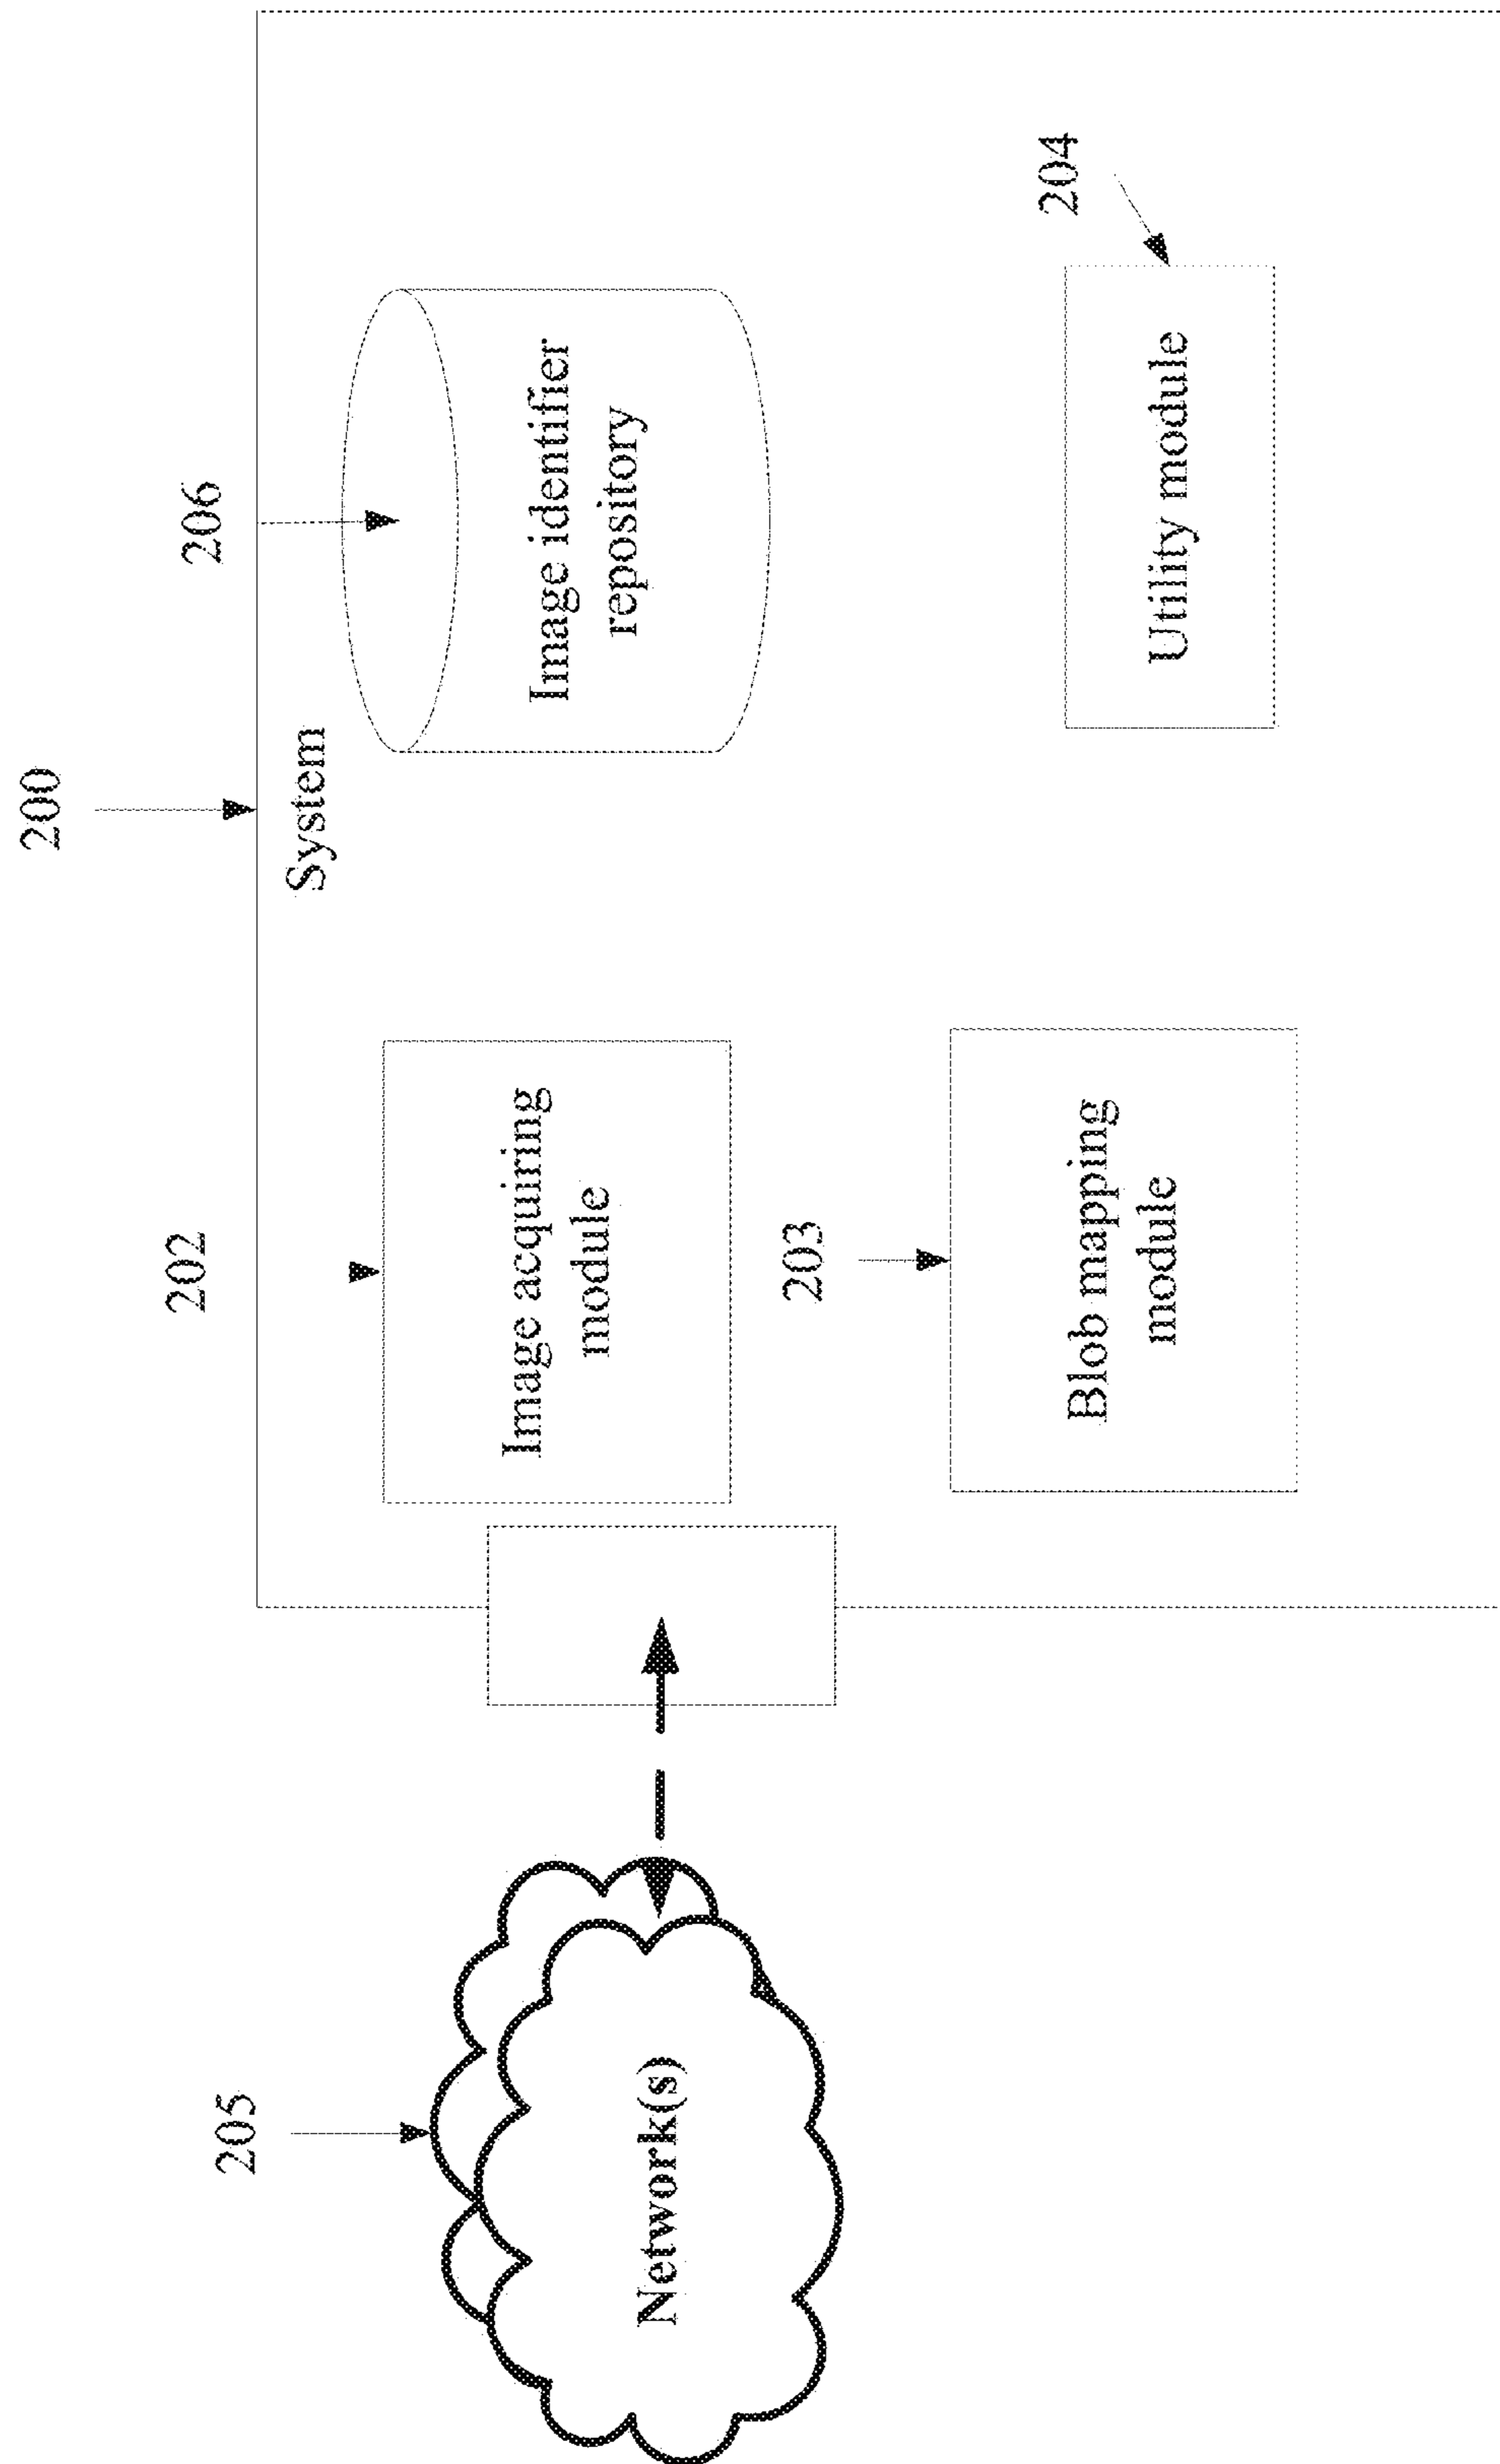 200
206
202
205
System
Image identifier
repository
Image acquiring
module
203
204
Network(s)
Blob mapping
module
Utility module